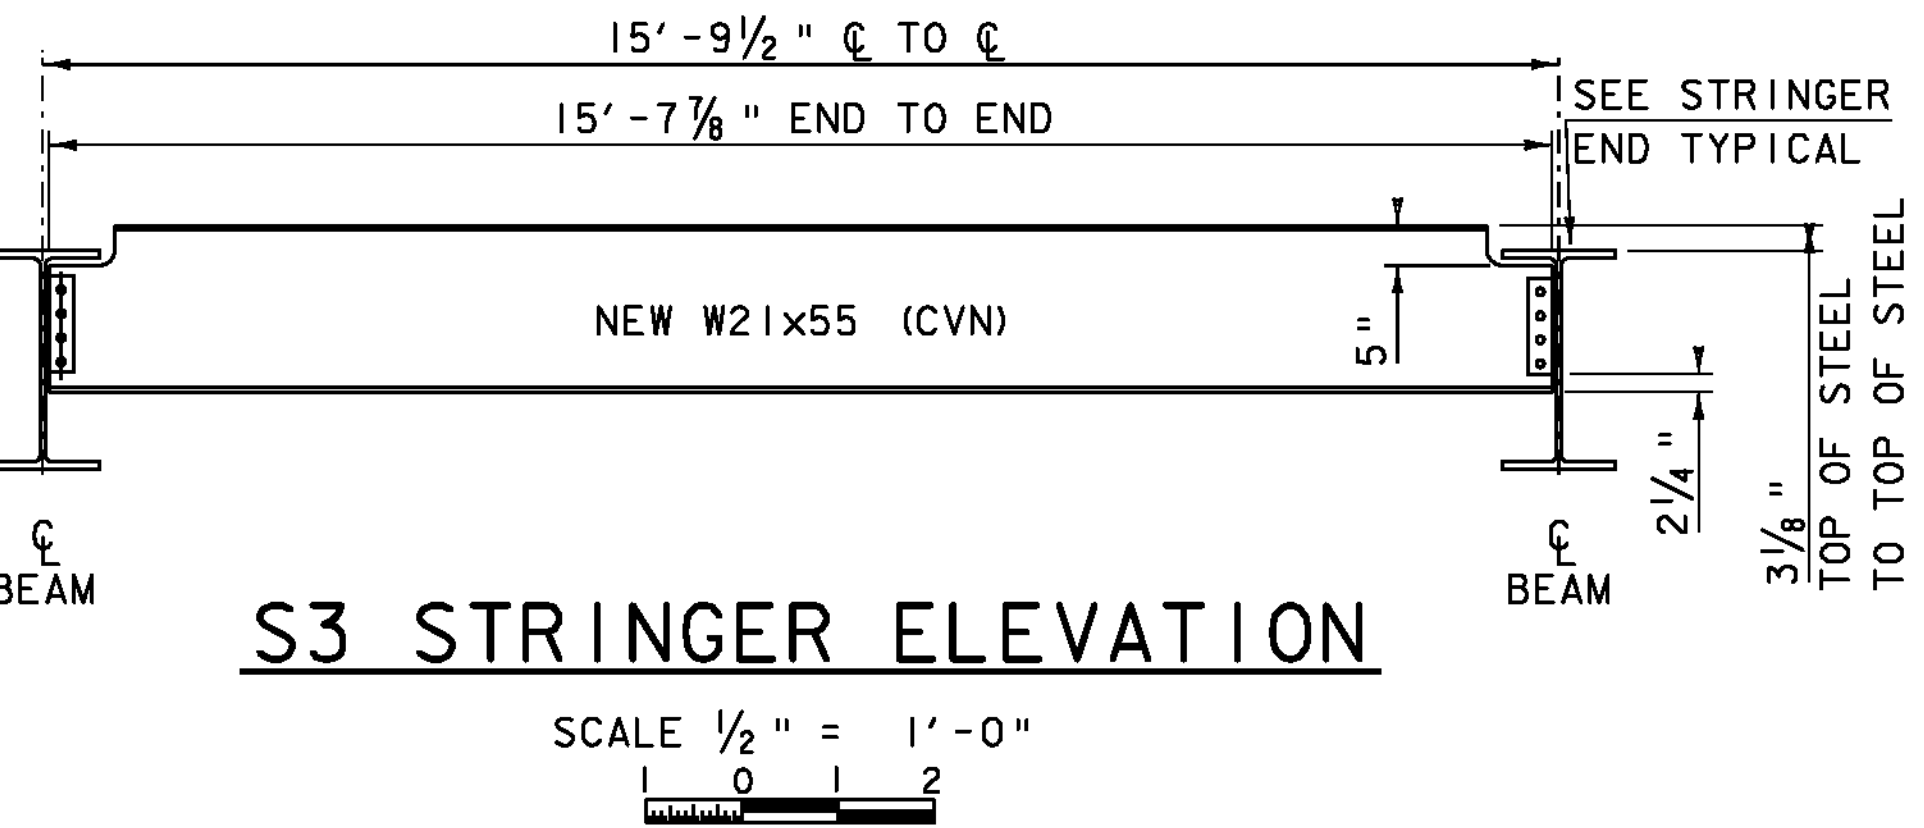 15'-9½" ℄ TO ℄
15'-7⅞" END TO END
SEE STRINGER
END TYPICAL
NEW W21x55 (CVN)
5"
2¼"
3⅛"
TOP OF STEEL
TO TOP OF STEEL
℄
BEAM
℄
BEAM
S3 STRINGER ELEVATION
SCALE ½" = 1'-0"
1 0 1 2